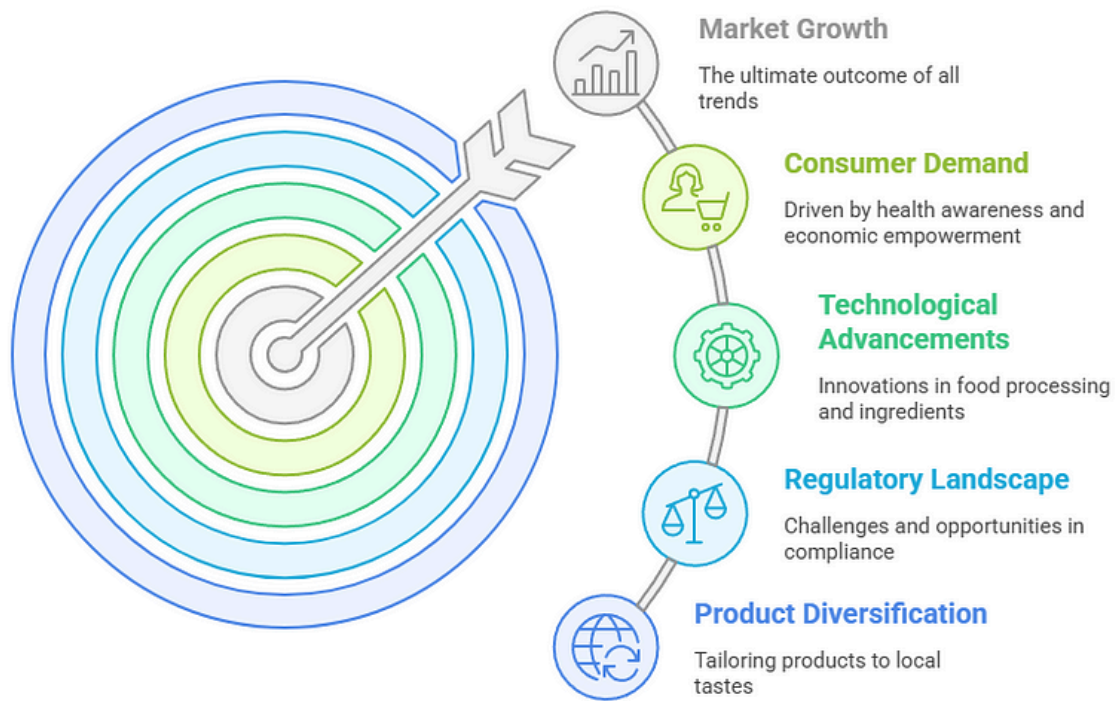 Market Growth
The ultimate outcome of all
trends
Consumer Demand
Driven by health awareness and
economic empowerment
Technological
Advancements
Innovations in food processing
and ingredients
Regulatory Landscape
Challenges and opportunities in
compliance
Product Diversification
Tailoring products to local
tastes